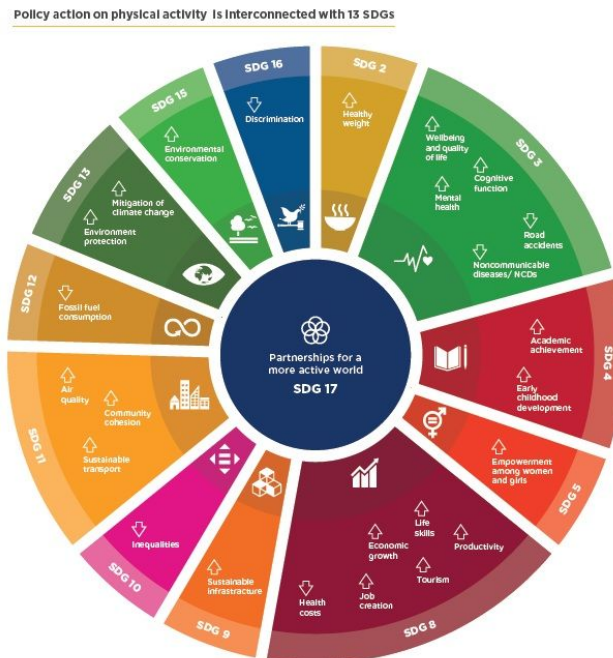 Policy action on physical activity is interconnected with 13 SDGs
SDG 2
Healthy
weight
SDG 3
Wellbeing
and quality
of life
Cognitive
function
Mental
health
Road
accidents
Noncommunicable
diseases/ NCDs
SDG 4
Academic
achievement
Early
childhood
development
SDG 5
Empowerment
among women
and girls
SDG 8
Life
skills
Economic
growth
Productivity
Tourism
Health
costs
Job
creation
SDG 9
Sustainable
infrastracture
SDG 10
Inequalities
SDG 11
Air
quality
Community
cohesion
Sustainable
transport
SDG 12
Fossil fuel
consumption
SDG 13
Mitigation of
climate change
Environment
protection
SDG 15
Environmental
conservation
SDG 16
Discrimination
Partnerships for a
more active world
SDG 17